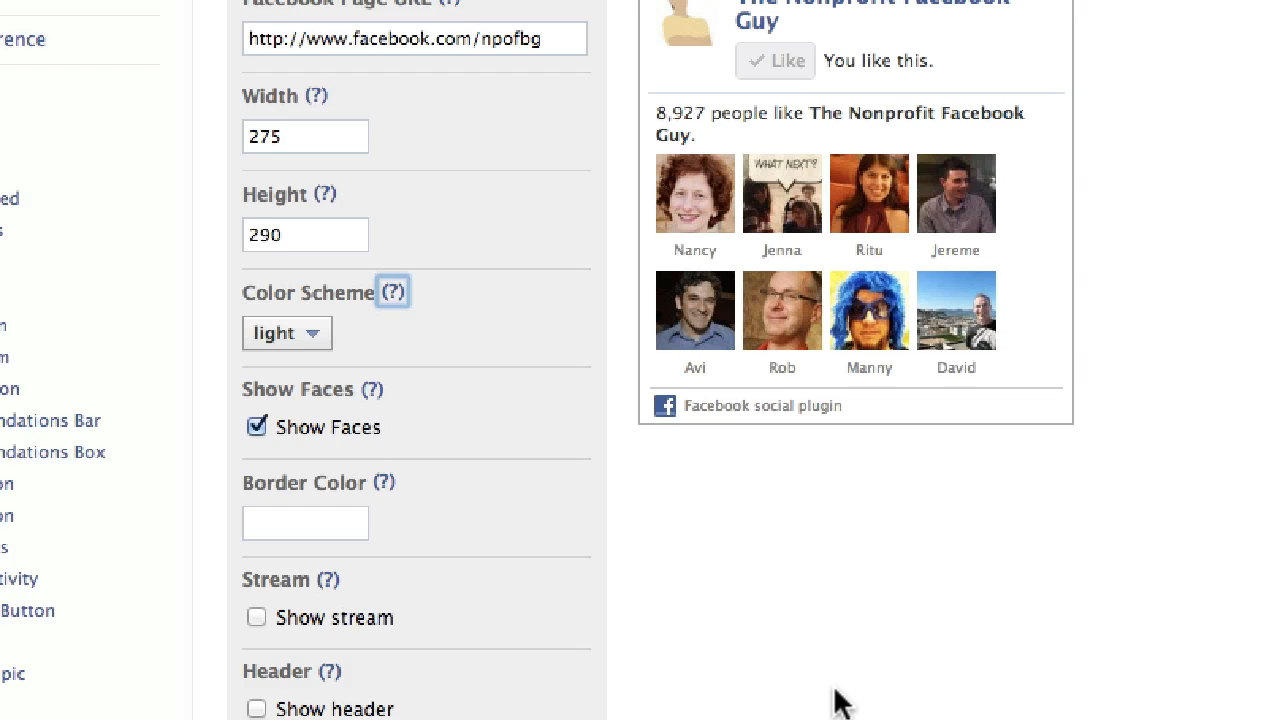 Facebook Page URL (?)
http://www.facebook.com/npofbg
Width (?)
275
Height (?)
290
Color Scheme (?)
light
Show Faces (?)
Show Faces
Border Color (?)
Stream (?)
Show stream
Header (?)
Show header
rence
ed
s
n
m
on
ndations Bar
ndations Box
on
on
s
tivity
Button
pic
The Nonprofit Facebook
Guy
Like You like this.
8,927 people like The Nonprofit Facebook
Guy.
WHAT NEXT?
Nancy Jenna Ritu Jereme
Avi Rob Manny David
Facebook social plugin